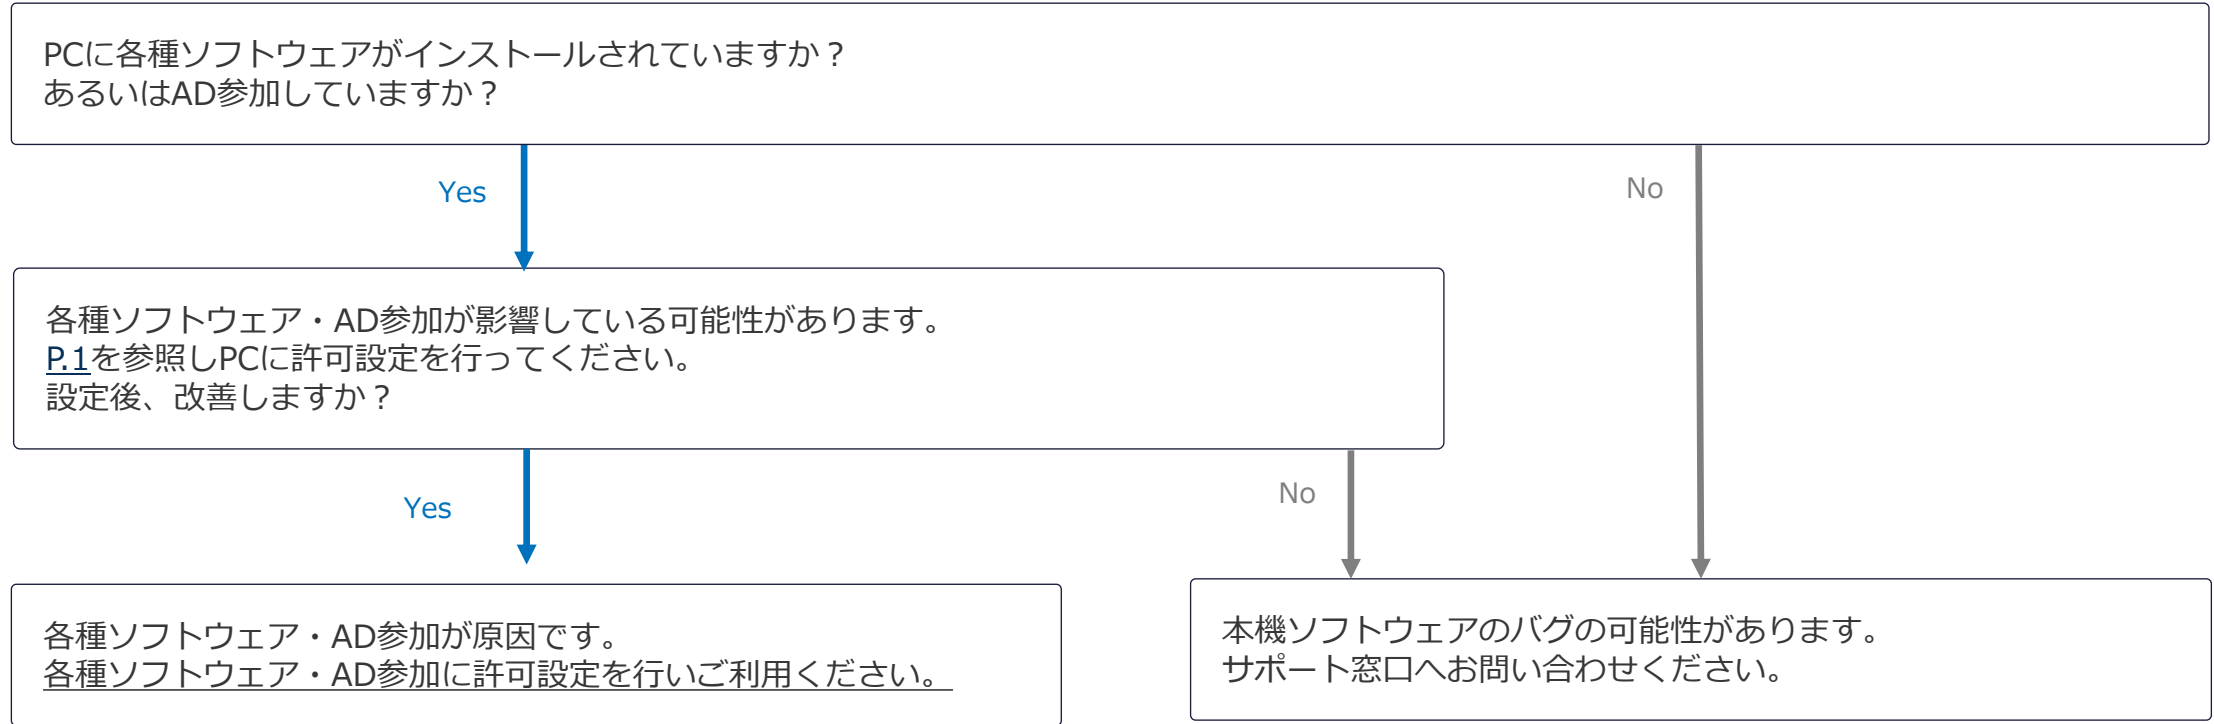 PCに各種ソフトウェアがインストールされていますか？
あるいはAD参加していますか？
Yes
No
各種ソフトウェア・AD参加が影響している可能性があります。
P.1を参照しPCに許可設定を行ってください。
設定後、改善しますか？
Yes
No
各種ソフトウェア・AD参加が原因です。
各種ソフトウェア・AD参加に許可設定を行いご利用ください。
本機ソフトウェアのバグの可能性があります。
サポート窓口へお問い合わせください。